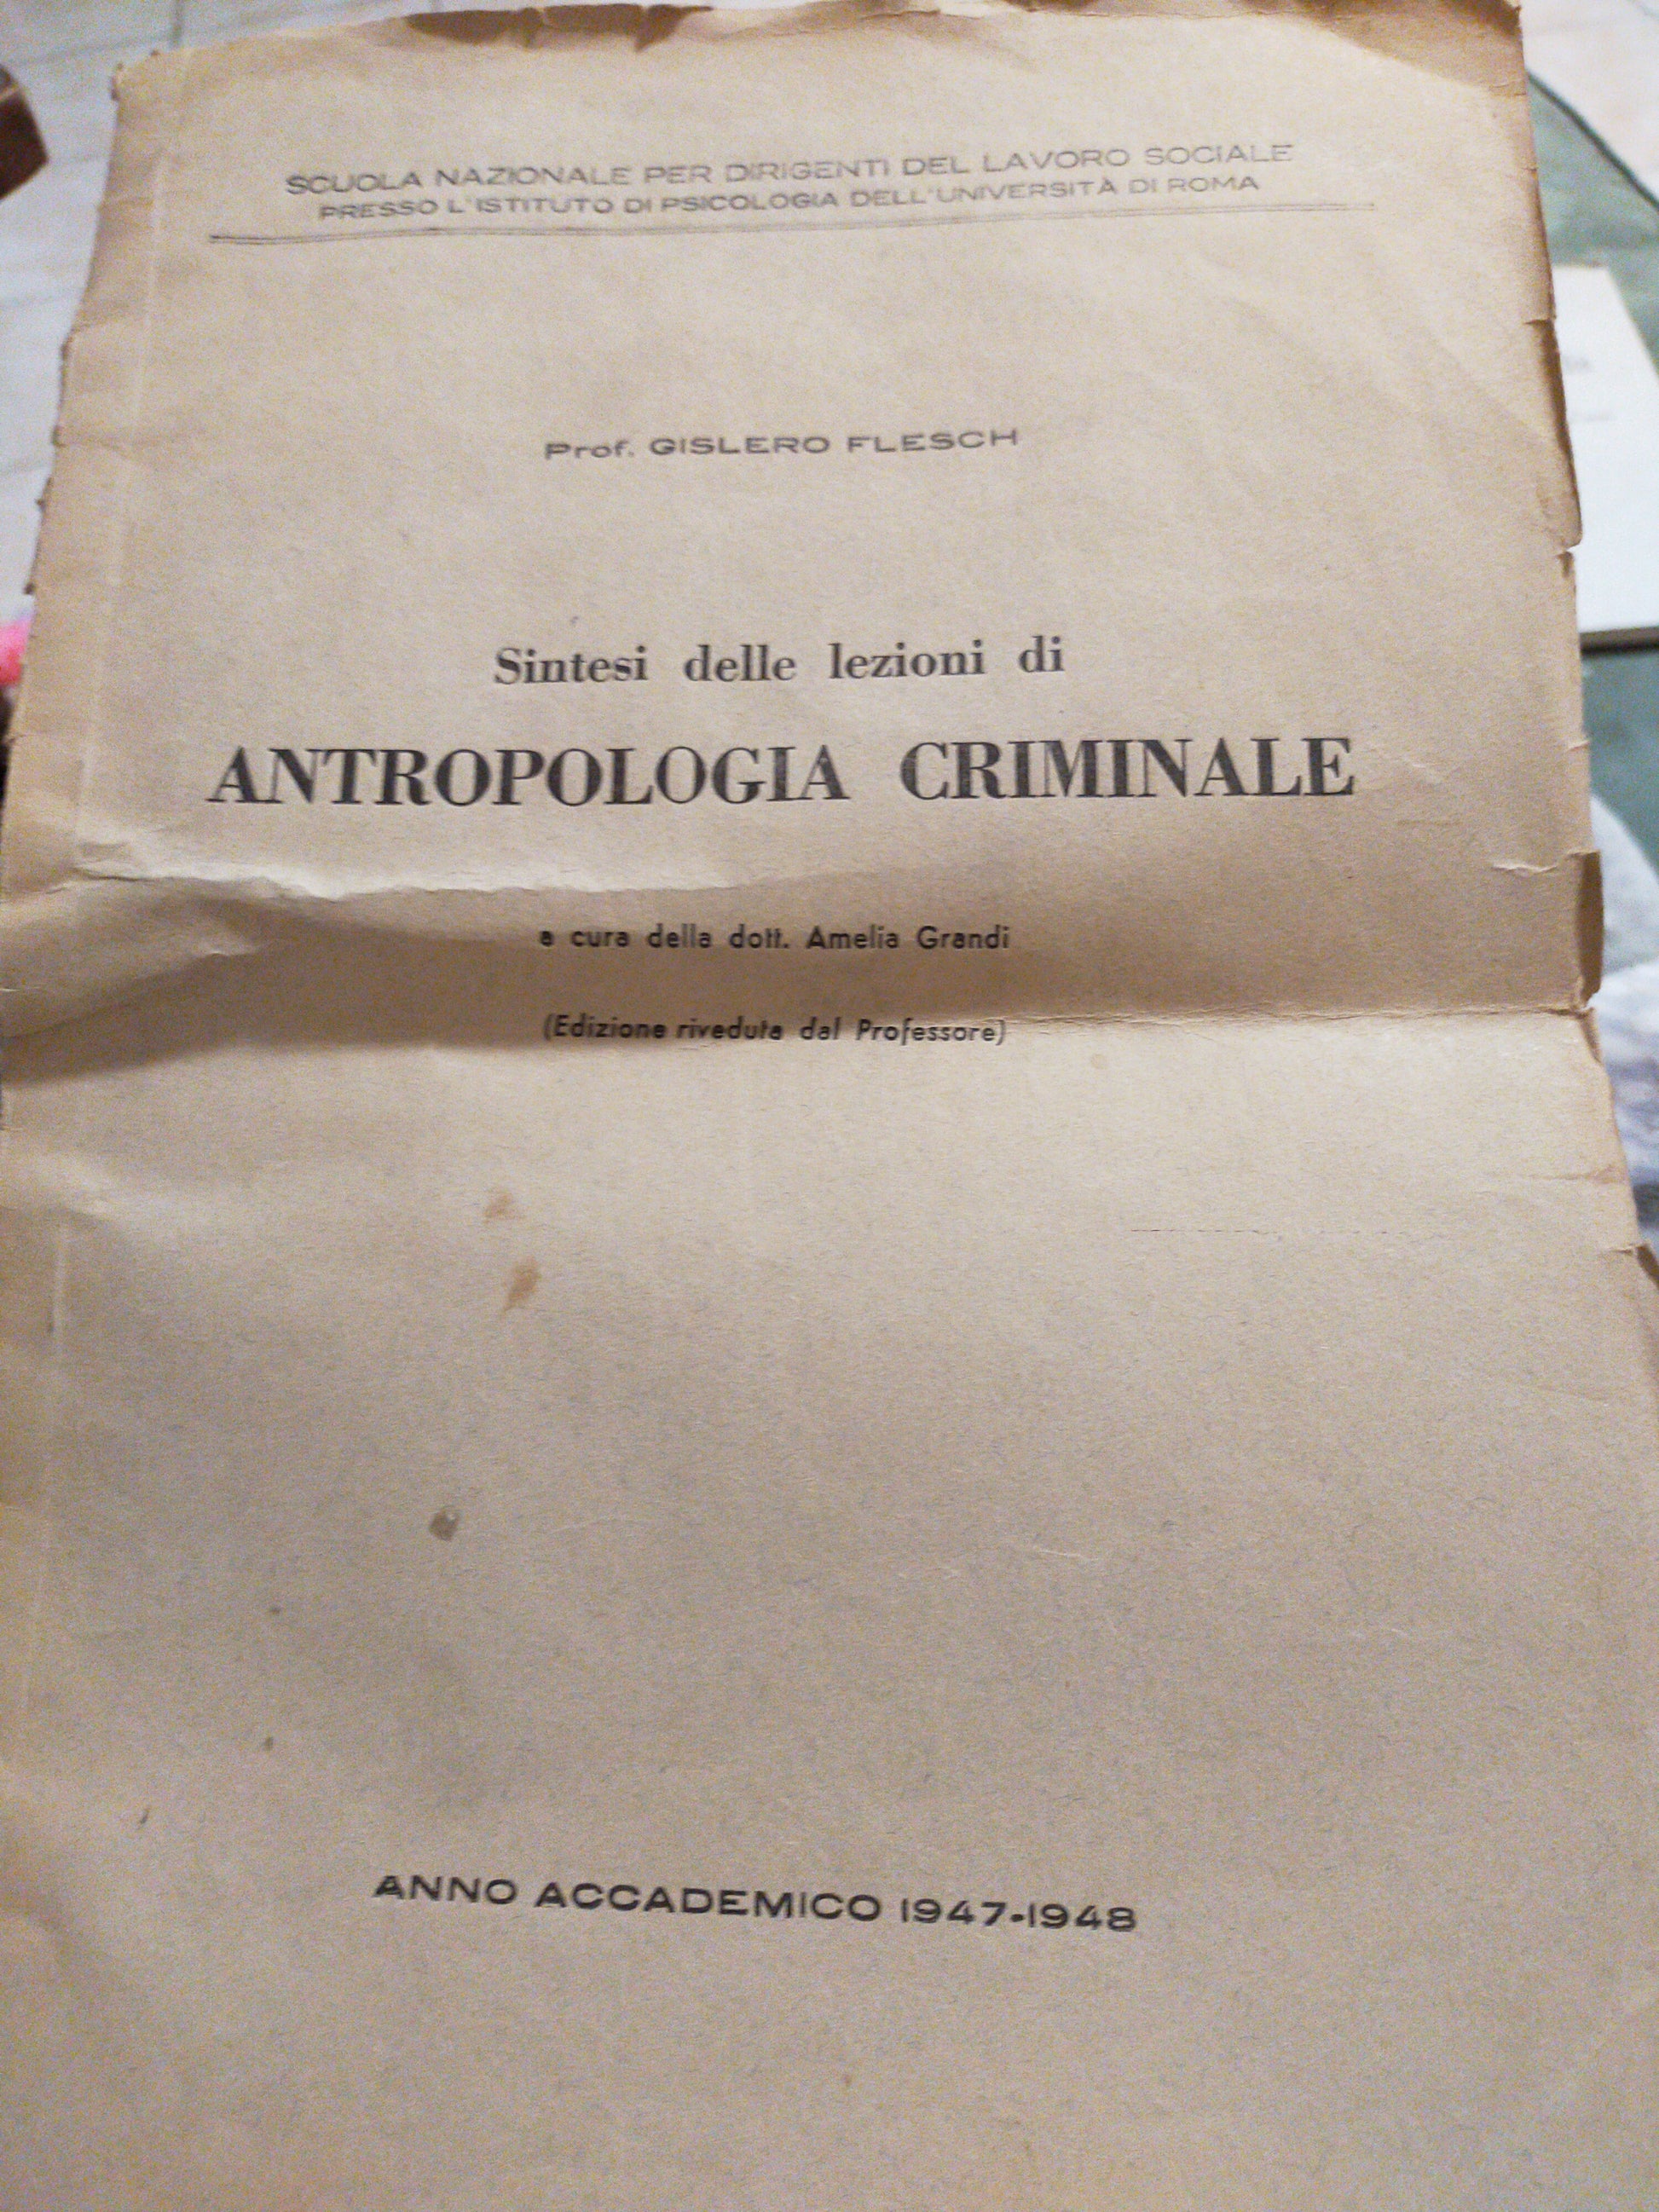 SCUOLA NAZIONALE PER DIRIGENTI DEL LAVORO SOCIALE
PRESSO L'ISTITUTO DI PSICOLOGIA DELL'UNIVERSITÀ DI ROMA
Prof. GISLERO FLESCH
Sintesi delle lezioni di
ANTROPOLOGIA CRIMINALE
a cura della dott. Amelia Grandi
(Edizione riveduta dal Professore)
ANNO ACCADEMICO 1947-1948